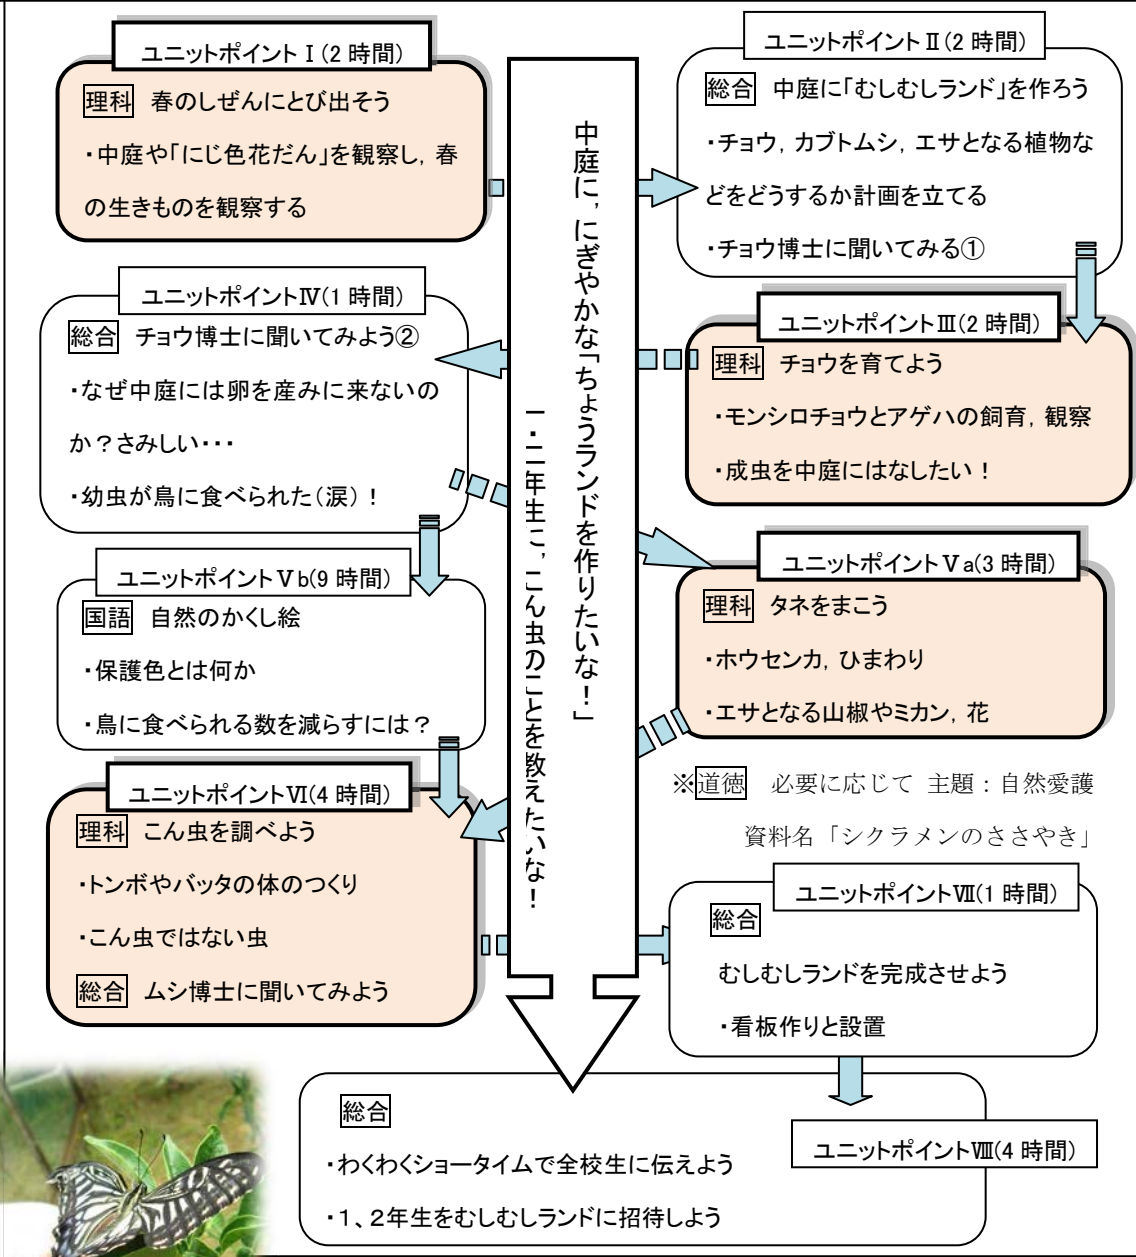 ユニットポイントⅠ(2時間)
理科 春のしぜんにとび出そう
・中庭や「にじ色花だん」を観察し，春
の生きものを観察する
ユニットポイントⅡ(2時間)
総合 中庭に「むしむしランド」を作ろう
・チョウ，カブトムシ，エサとなる植物な
どをどうするか計画を立てる
・チョウ博士に聞いてみる①
中庭に，にぎやかな「ちょうランドを作りたいな！」
一・二年生に，こん虫のことを教えたいな！
ユニットポイントⅢ(2時間)
理科 チョウを育てよう
・モンシロチョウとアゲハの飼育，観察
・成虫を中庭にはなしたい！
ユニットポイントⅣ(1時間)
総合 チョウ博士に聞いてみよう②
・なぜ中庭には卵を産みに来ないの
か？さみしい・・・
・幼虫が鳥に食べられた(涙)！
ユニットポイントⅤa(3時間)
理科 タネをまこう
・ホウセンカ，ひまわり
・エサとなる山椒やミカン，花
ユニットポイントⅤb(9時間)
国語 自然のかくし絵
・保護色とは何か
・鳥に食べられる数を減らすには？
※道徳 必要に応じて 主題：自然愛護
資料名「シクラメンのささやき」
ユニットポイントⅥ(4時間)
理科 こん虫を調べよう
・トンボやバッタの体のつくり
・こん虫ではない虫
総合 ムシ博士に聞いてみよう
ユニットポイントⅦ(1時間)
総合
むしむしランドを完成させよう
・看板作りと設置
ユニットポイントⅧ(4時間)
総合
・わくわくショータイムで全校生に伝えよう
・１、２年生をむしむしランドに招待しよう